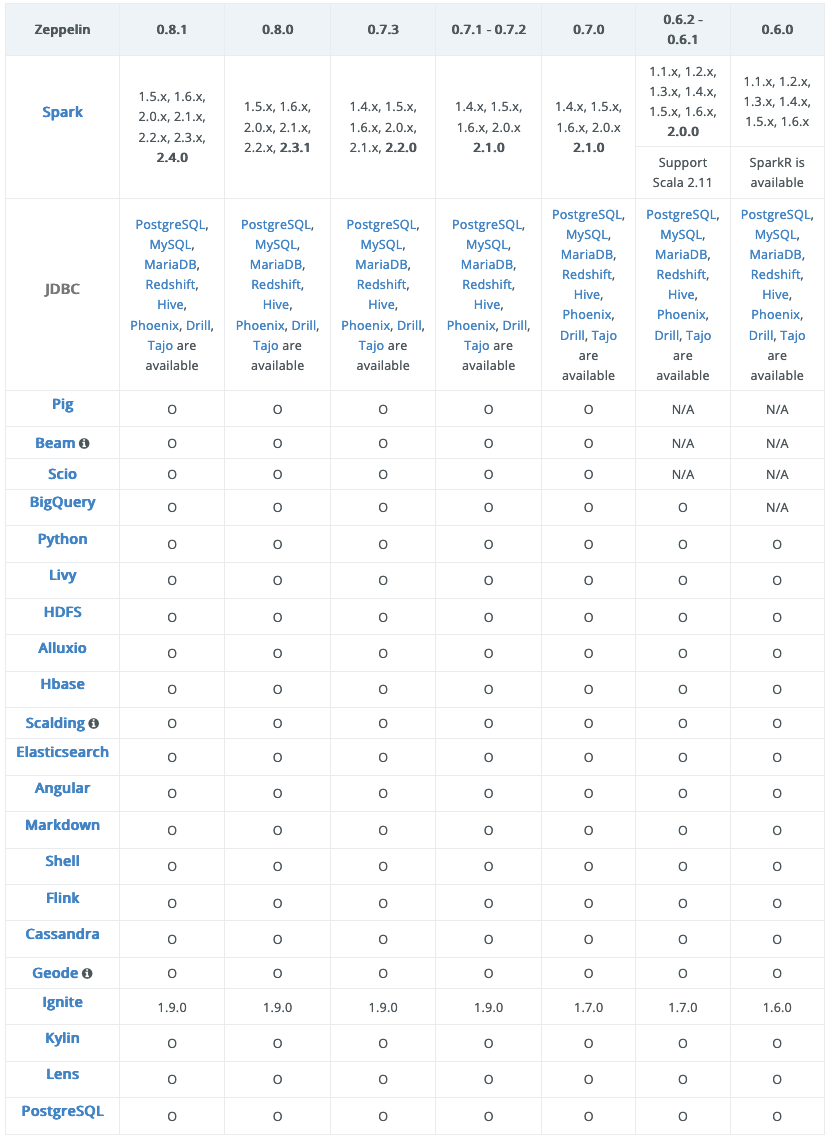 Zeppelin 0.8.1 0.8.0 0.7.3 0.7.1 - 0.7.2 0.7.0 0.6.2 - 0.6.1 0.6.0
Spark
1.5.x, 1.6.x,
2.0.x, 2.1.x,
2.2.x, 2.3.x,
2.4.0
1.5.x, 1.6.x,
2.0.x, 2.1.x,
2.2.x, 2.3.1
1.4.x, 1.5.x,
1.6.x, 2.0.x,
2.1.x, 2.2.0
1.4.x, 1.5.x,
1.6.x, 2.0.x
2.1.0
1.4.x, 1.5.x,
1.6.x, 2.0.x
2.1.0
1.1.x, 1.2.x,
1.3.x, 1.4.x,
1.5.x, 1.6.x,
2.0.0
1.1.x, 1.2.x,
1.3.x, 1.4.x,
1.5.x, 1.6.x
Support
Scala 2.11
SparkR is
available
JDBC
PostgreSQL,
MySQL,
MariaDB,
Redshift,
Hive,
Phoenix, Drill,
Tajo are
available
PostgreSQL,
MySQL,
MariaDB,
Redshift,
Hive,
Phoenix, Drill,
Tajo are
available
PostgreSQL,
MySQL,
MariaDB,
Redshift,
Hive,
Phoenix, Drill,
Tajo are
available
PostgreSQL,
MySQL,
MariaDB,
Redshift,
Hive,
Phoenix, Drill,
Tajo are
available
PostgreSQL,
MySQL,
MariaDB,
Redshift,
Hive,
Phoenix,
Drill, Tajo
are
available
PostgreSQL,
MySQL,
MariaDB,
Redshift,
Hive,
Phoenix,
Drill, Tajo
are
available
PostgreSQL,
MySQL,
MariaDB,
Redshift,
Hive,
Phoenix,
Drill, Tajo
are
available
Pig O O O O O N/A N/A
Beam O O O O O N/A N/A
Scio O O O O O N/A N/A
BigQuery O O O O O O N/A
Python O O O O O O O
Livy O O O O O O O
HDFS O O O O O O O
Alluxio O O O O O O O
Hbase O O O O O O O
Scalding O O O O O O O
Elasticsearch O O O O O O O
Angular O O O O O O O
Markdown O O O O O O O
Shell O O O O O O O
Flink O O O O O O O
Cassandra O O O O O O O
Geode O O O O O O O
Ignite 1.9.0 1.9.0 1.9.0 1.9.0 1.7.0 1.7.0 1.6.0
Kylin O O O O O O O
Lens O O O O O O O
PostgreSQL O O O O O O O